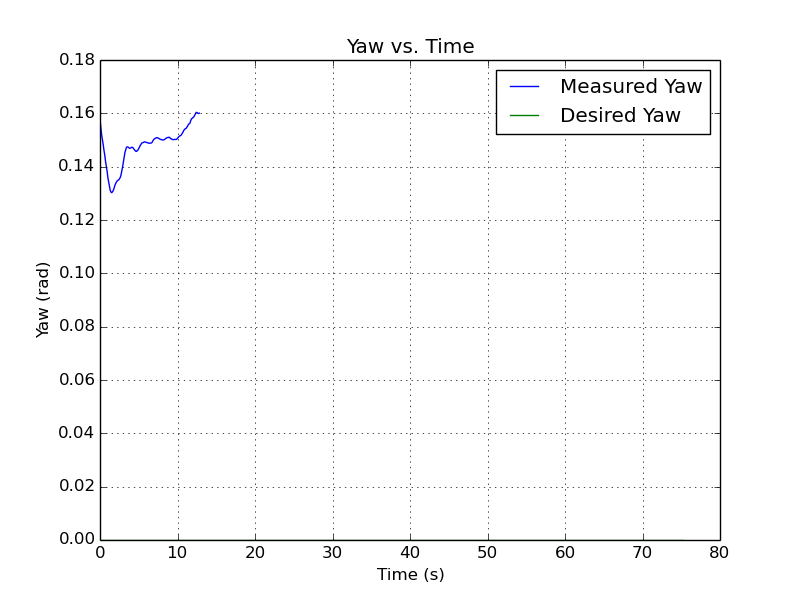 Yaw vs. Time
Measured Yaw
Desired Yaw
0.18
0.16
0.14
0.12
0.10
0.08
0.06
0.04
0.02
0.00
Yaw (rad)
0 10 20 30 40 50 60 70 80
Time (s)